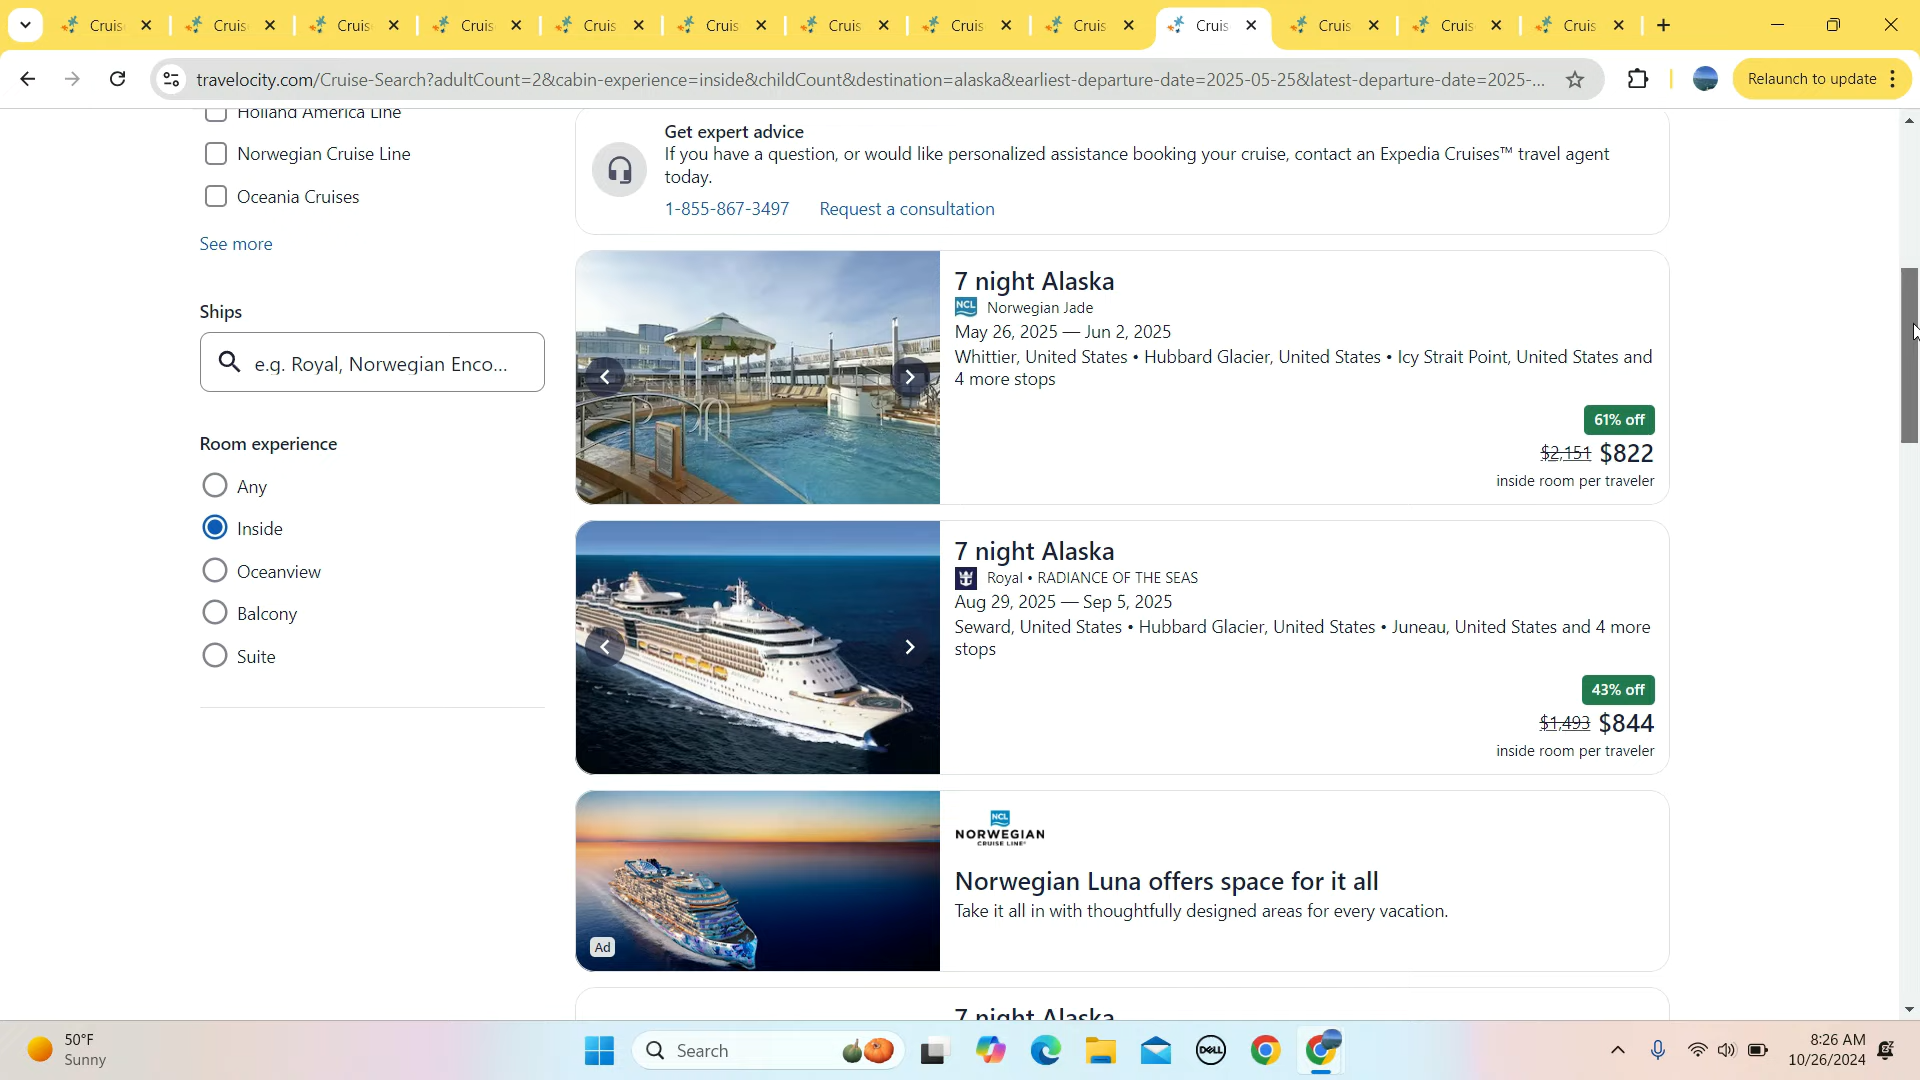 Cruis
Cruis
Cruis
Cruis
Cruis
Cruis
Cruis
Cruis
Cruis
Cruis
Cruis
Cruis
Cruis
travelocity.com/Cruise-Search?adultCount=2&cabin-experience=inside&childCount&destination=alaska&earliest-departure-date=2025-05-25&latest-departure-date=2025-...
Relaunch to update
Holland America Line
Norwegian Cruise Line
Oceania Cruises
See more
Ships
e.g. Royal, Norwegian Enco...
Room experience
Any
Inside
Oceanview
Balcony
Suite
Get expert advice
If you have a question, or would like personalized assistance booking your cruise, contact an Expedia Cruises™ travel agent
today.
1-855-867-3497 Request a consultation
7 night Alaska
NCL Norwegian Jade
May 26, 2025 — Jun 2, 2025
Whittier, United States • Hubbard Glacier, United States • Icy Strait Point, United States and
4 more stops
61% off
$2,151 $822
inside room per traveler
7 night Alaska
Royal • RADIANCE OF THE SEAS
Aug 29, 2025 — Sep 5, 2025
Seward, United States • Hubbard Glacier, United States • Juneau, United States and 4 more
stops
43% off
$1,493 $844
inside room per traveler
Ad
NCL
NORWEGIAN
CRUISE LINE®
Norwegian Luna offers space for it all
Take it all in with thoughtfully designed areas for every vacation.
7 night Alaska
50°F
Sunny
Search
DELL
8:26 AM
10/26/2024